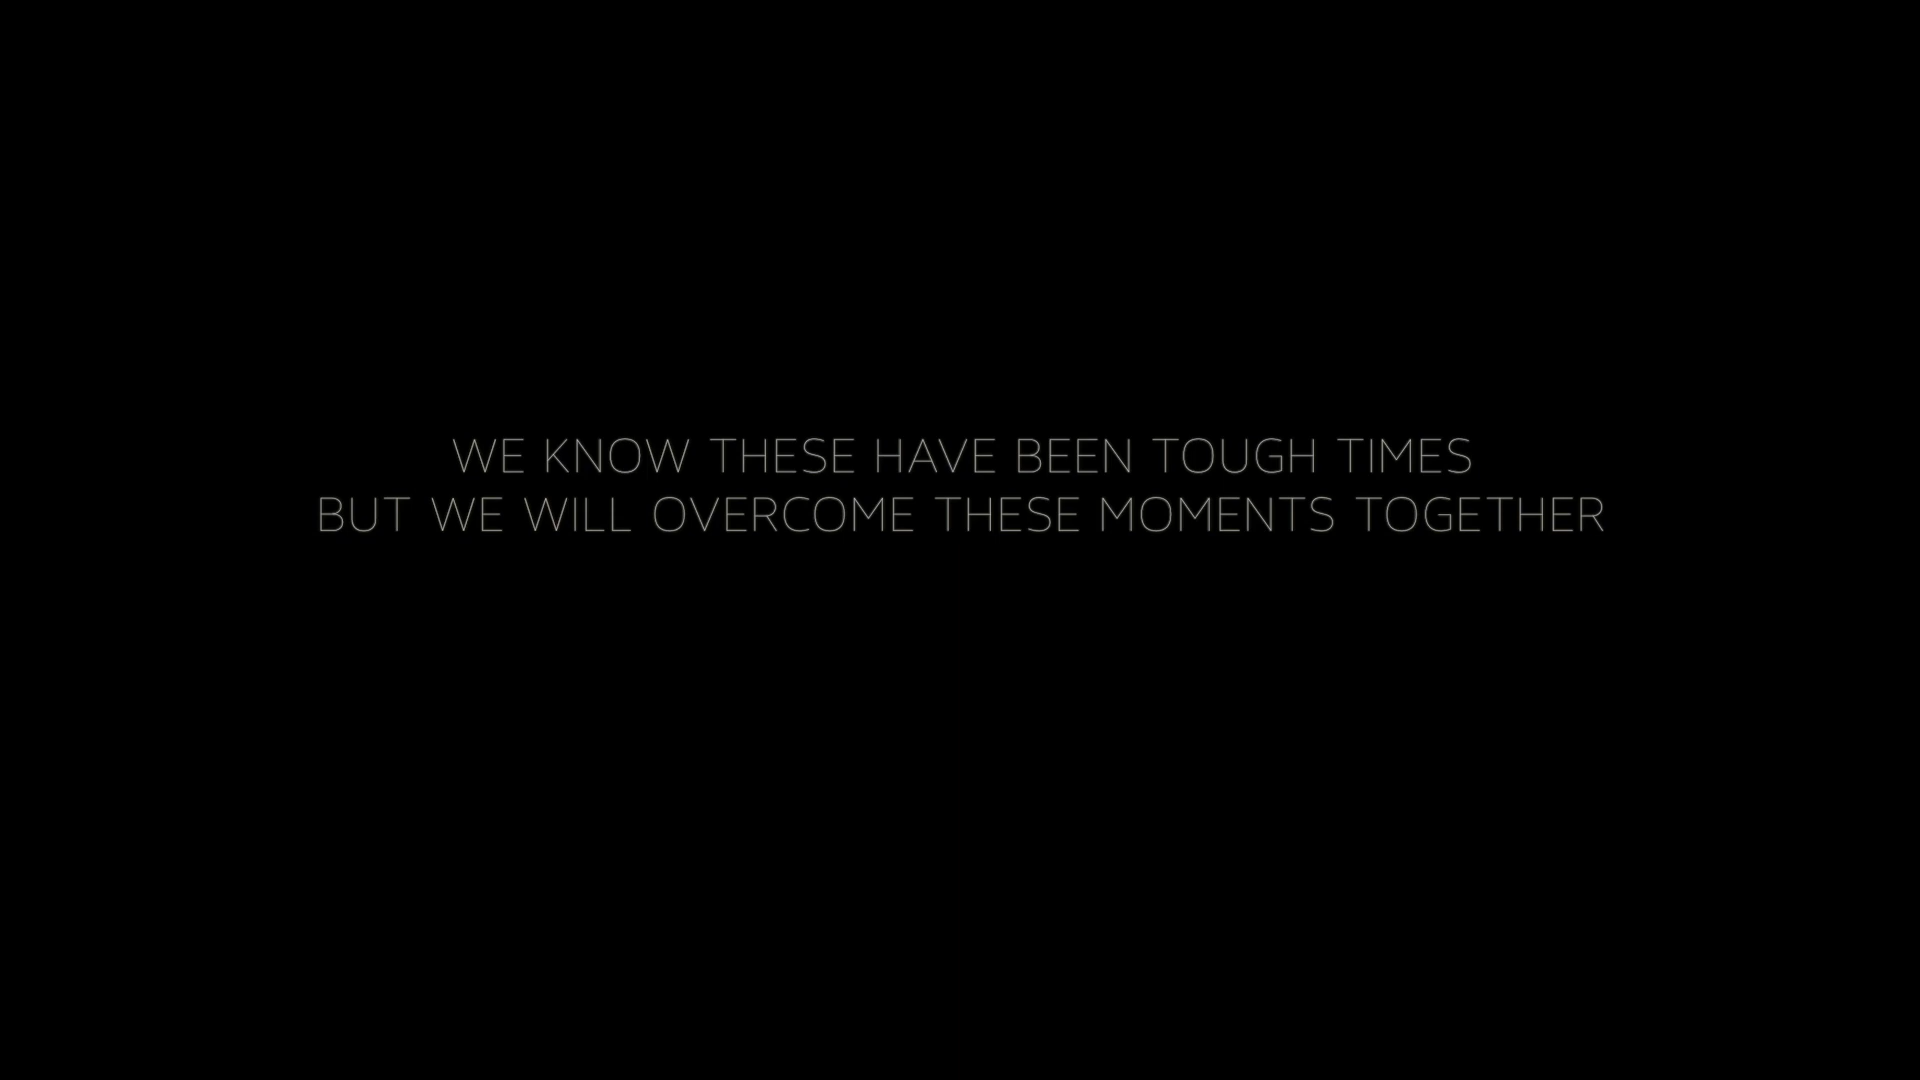 WE KNOW THESE HAVE BEEN TOUGH TIMES
BUT WE WILL OVERCOME THESE MOMENTS TOGETHER